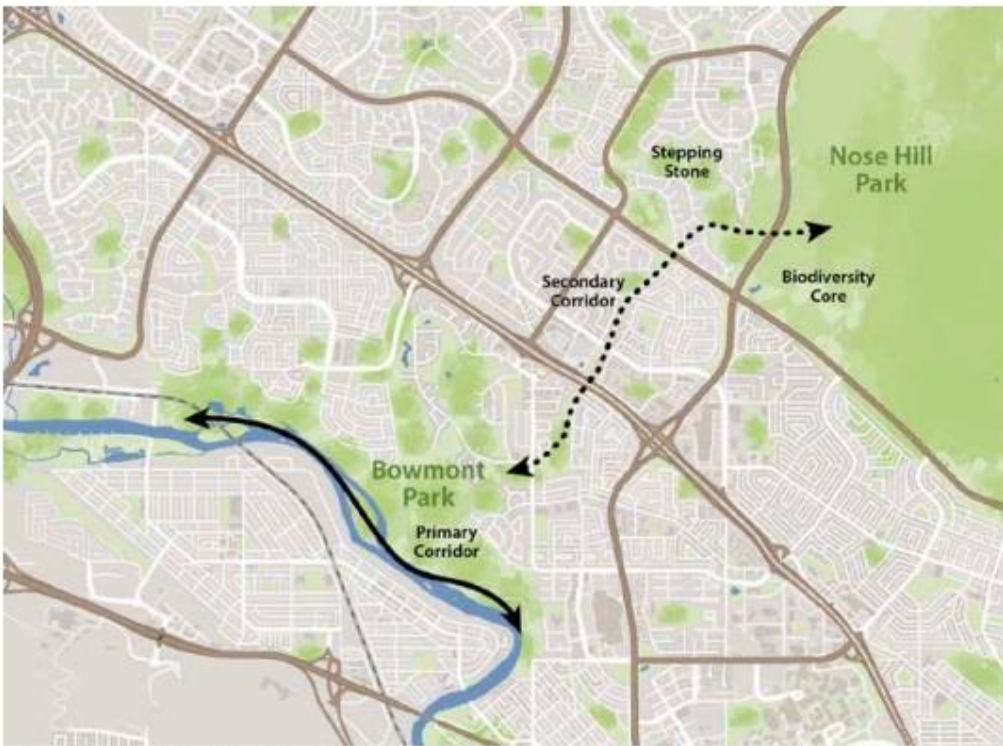 Stepping
Stone
Nose Hill
Park
Secondary
Corridor
Biodiversity
Core
Bowmont
Park
Primary
Corridor